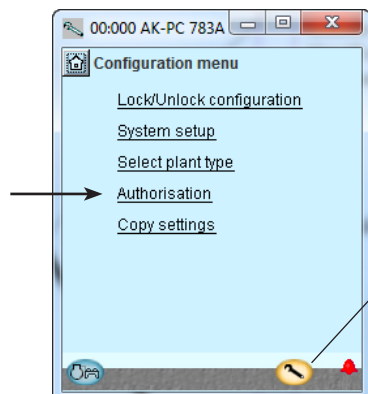 00:000 AK-PC 783A
Configuration menu
Lock/Unlock configuration
System setup
Select plant type
Authorisation
Copy settings